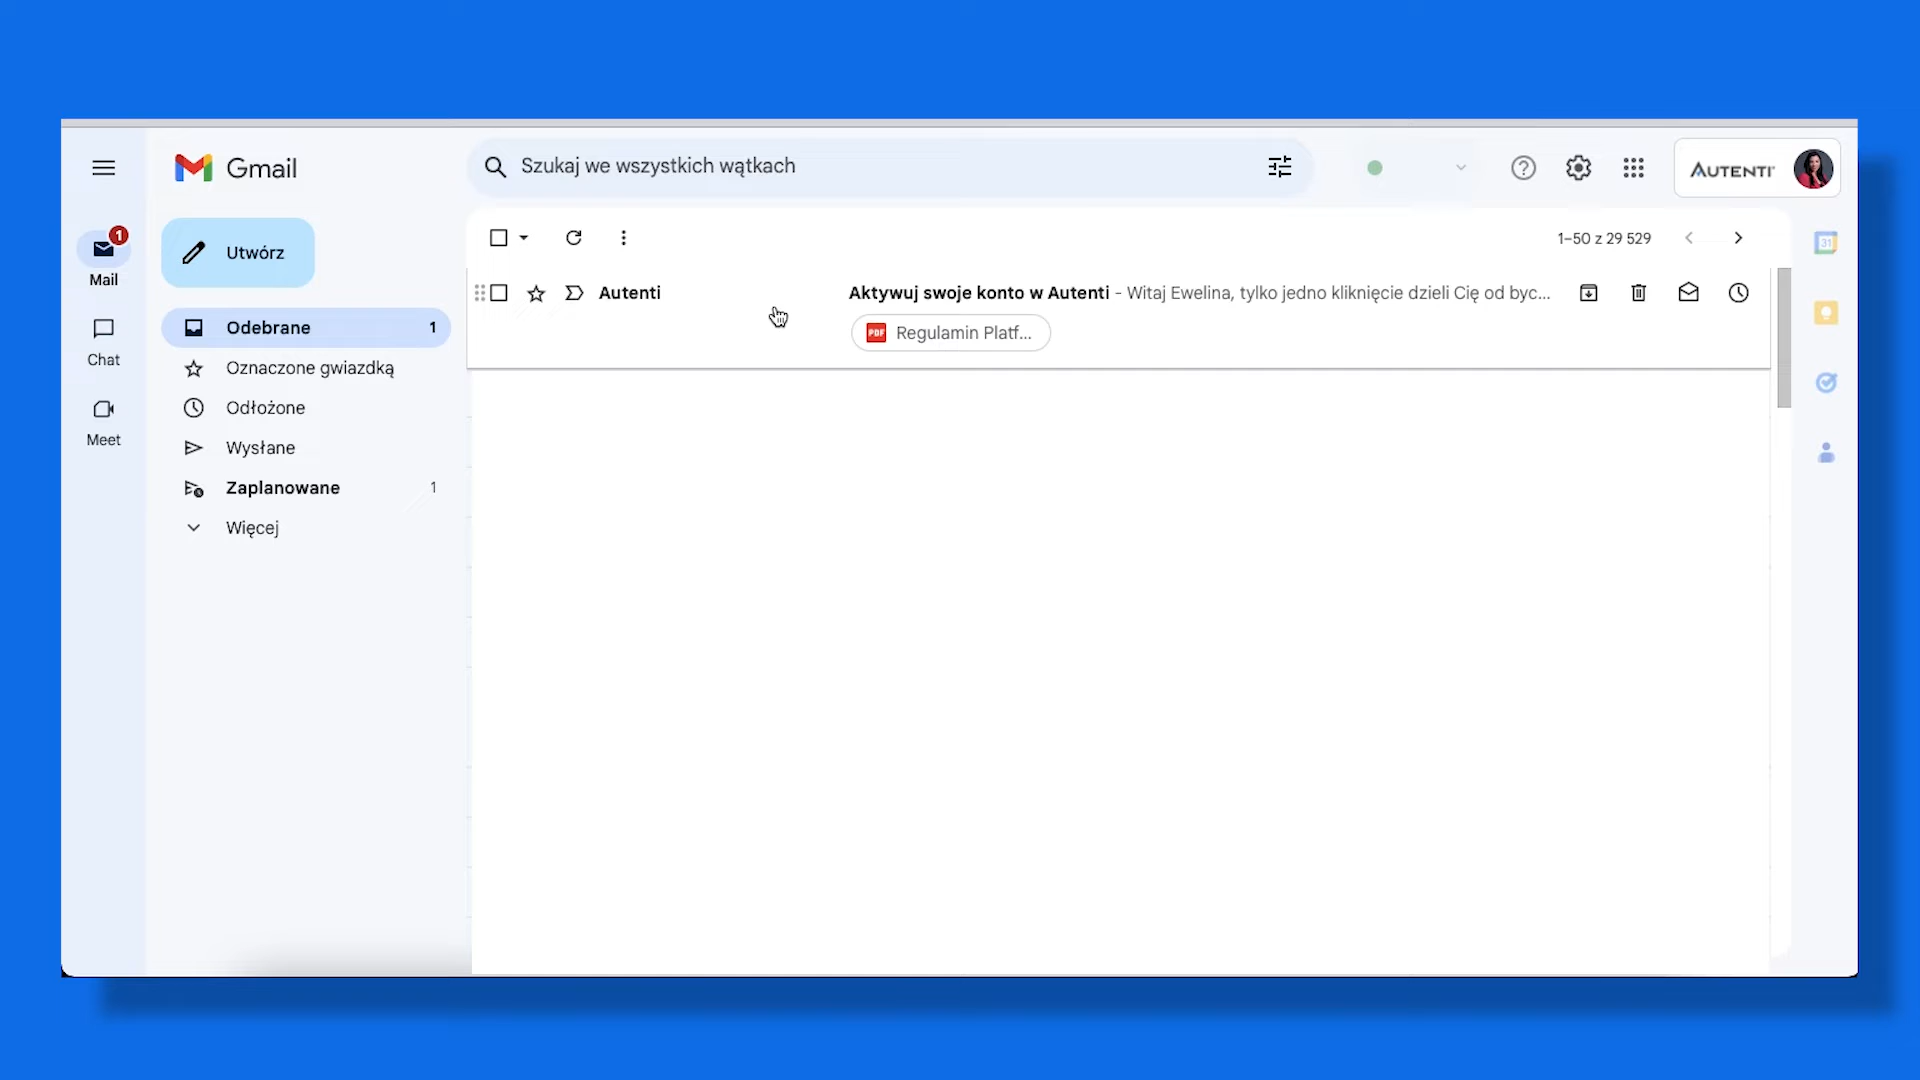 Gmail
Szukaj we wszystkich wątkach
AUTENTI
1
Mail
Chat
Meet
Utwórz
Odebrane 1
Oznaczone gwiazdką
Odłożone
Wysłane
Zaplanowane 1
Więcej
1–50 z 29 529
Autenti Aktywuj swoje konto w Autenti - Witaj Ewelina, tylko jedno kliknięcie dzieli Cię od byc...
PDF Regulamin Platf...
31